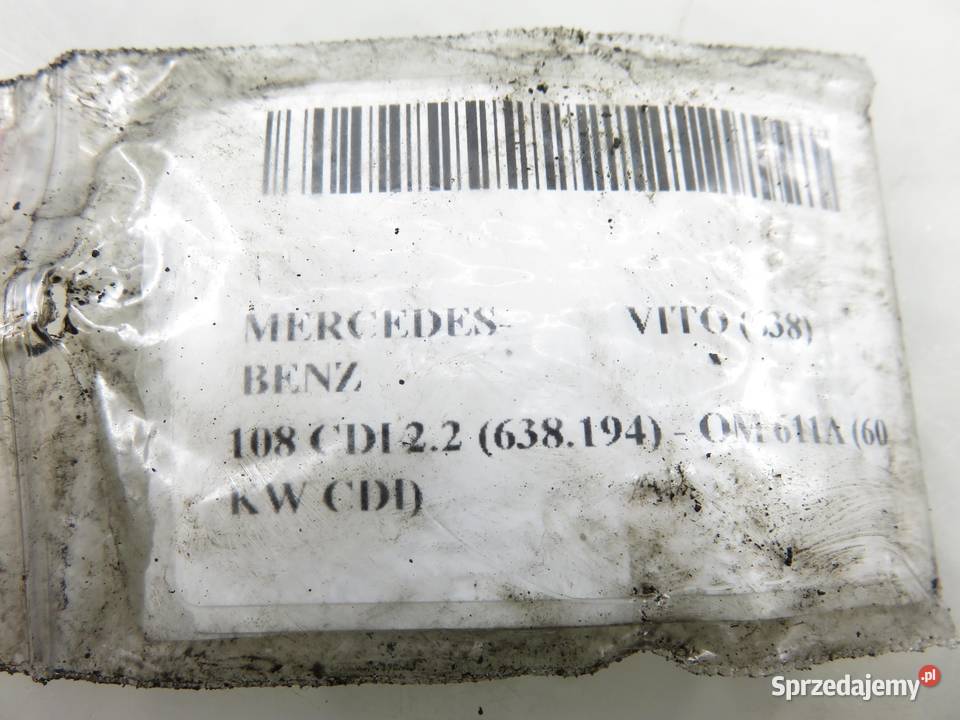 MERCEDES- VITO (638)
BENZ
108 CDI 2.2 (638.194) - OM 611A (60
KW CDI)
Sprzedajemy.pl